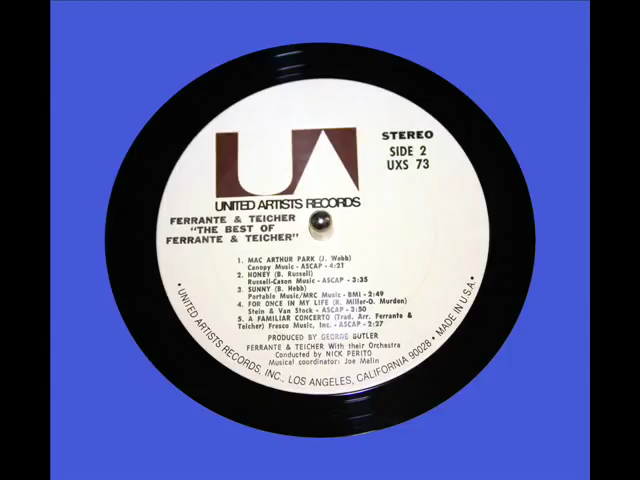 UA
UNITED ARTISTS RECORDS
STEREO
SIDE 2
UXS 73
FERRANTE & TEICHER
"THE BEST OF
FERRANTE & TEICHER"
1. MAC ARTHUR PARK (J. Webb)
Canopy Music - ASCAP - 4:21
2. HONEY (B. Russell)
Russell-Cason Music - ASCAP - 3:35
3. SUNNY (B. Hebb)
Portable Music/MRC Music - BMI - 2:49
4. FOR ONCE IN MY LIFE (R. Miller-O. Murden)
Stein & Van Stock - ASCAP - 3:50
5. A FAMILIAR CONCERTO (Trad. Arr. Ferrante &
Teicher) Fresco Music, Inc. - ASCAP - 2:27
PRODUCED BY GEORGE BUTLER
FERRANTE & TEICHER With their Orchestra
Conducted by NICK PERITO
Musical coordinator: Joe Malin
• UNITED ARTISTS RECORDS, INC., LOS ANGELES, CALIFORNIA 90028 • MADE IN U.S.A. •